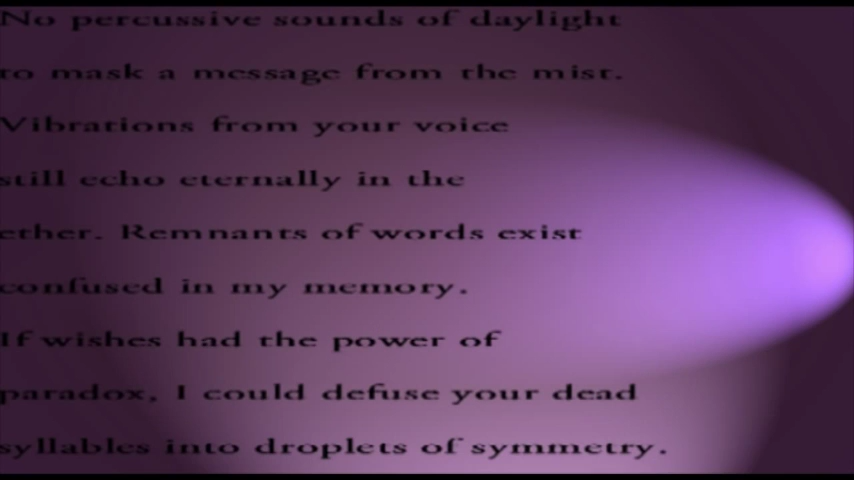 No percussive sounds of daylight
to mask a message from the mist.
Vibrations from your voice
still echo eternally in the
ether. Remnants of words exist
confused in my memory.
If wishes had the power of
paradox, I could defuse your dead
syllables into droplets of symmetry.